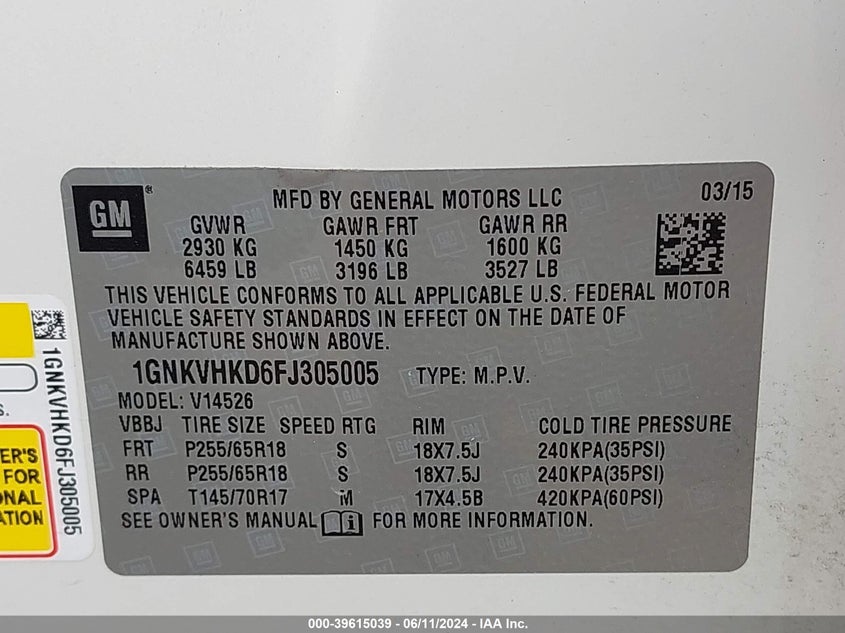 GM
MFD BY GENERAL MOTORS LLC 03/15
GVWR GAWR FRT GAWR RR
2930 KG 1450 KG 1600 KG
6459 LB 3196 LB 3527 LB
THIS VEHICLE CONFORMS TO ALL APPLICABLE U.S. FEDERAL MOTOR
VEHICLE SAFETY STANDARDS IN EFFECT ON THE DATE OF
MANUFACTURE SHOWN ABOVE.
1GNKVHKD6FJ305005 TYPE: M.P.V.
MODEL: V14526
VBBJ TIRE SIZE SPEED RTG RIM COLD TIRE PRESSURE
FRT P255/65R18 S 18X7.5J 240KPA(35PSI)
RR P255/65R18 S 18X7.5J 240KPA(35PSI)
SPA T145/70R17 M 17X4.5B 420KPA(60PSI)
SEE OWNER'S MANUAL FOR MORE INFORMATION.
1GNKVHKD6FJ305005
S.
ER'S
FOR
ONAL
ATION
000-39615039 - 06/11/2024 - IAA Inc.